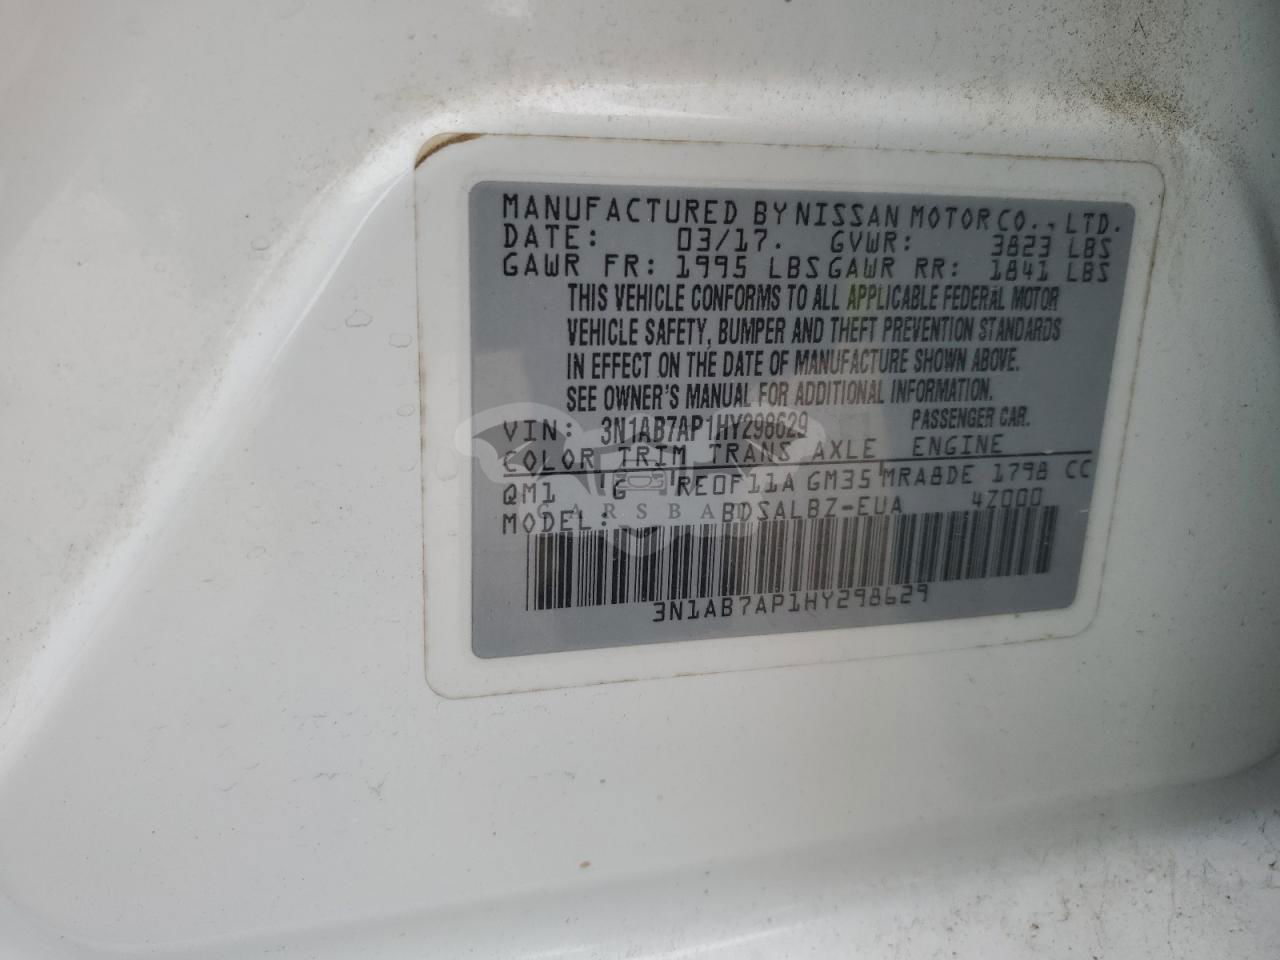 MANUFACTURED BY NISSAN MOTOR CO., LTD.
DATE: 03/17. GVWR: 3823 LBS
GAWR FR: 1995 LBS GAWR RR: 1841 LBS
THIS VEHICLE CONFORMS TO ALL APPLICABLE FEDERAL MOTOR
VEHICLE SAFETY, BUMPER AND THEFT PREVENTION STANDARDS
IN EFFECT ON THE DATE OF MANUFACTURE SHOWN ABOVE.
SEE OWNER'S MANUAL FOR ADDITIONAL INFORMATION.
VIN: 3N1AB7AP1HY298629 PASSENGER CAR.
COLOR TRIM TRANS AXLE ENGINE
QM1 G RE0F11A GM35 MRA8DE 1798 CC
CARSBAT
MODEL: BDSALBZ-EUA 4Z000
3N1AB7AP1HY298629